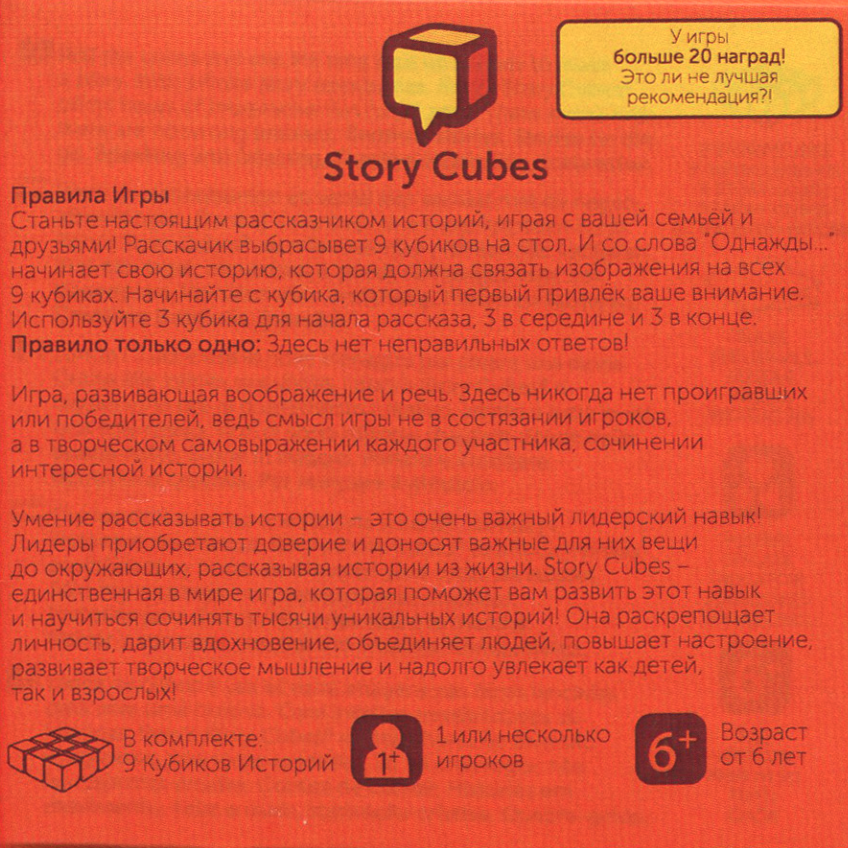 У игры
больше 20 наград!
Это ли не лучшая
рекомендация?!
Story Cubes
Правила Игры
Станьте настоящим рассказчиком историй, играя с вашей семьёй и
друзьями! Расскачик выбрасывет 9 кубиков на стол. И со слова "Однажды..."
начинает свою историю, которая должна связать изображения на всех
9 кубиках. Начинайте с кубика, который первый привлёк ваше внимание.
Используйте 3 кубика для начала рассказа, 3 в середине и 3 в конце.
Правило только одно: Здесь нет неправильных ответов!
Игра, развивающая воображение и речь. Здесь никогда нет проигравших
или победителей, ведь смысл игры не в состязании игроков,
а в творческом самовыражении каждого участника, сочинении
интересной истории.
Умение рассказывать истории – это очень важный лидерский навык!
Лидеры приобретают доверие и доносят важные для них вещи
до окружающих, рассказывая истории из жизни. Story Cubes –
единственная в мире игра, которая поможет вам развить этот навык
и научиться сочинять тысячи уникальных историй! Она раскрепощает
личность, дарит вдохновение, объединяет людей, повышает настроение,
развивает творческое мышление и надолго увлекает как детей,
так и взрослых!
В комплекте:
9 Кубиков Историй
1+
1 или несколько
игроков
6+
Возраст
от 6 лет